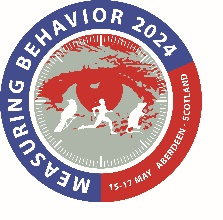 MEASURING BEHAVIOR 2024
15-17 MAY ABERDEEN - SCOTLAND